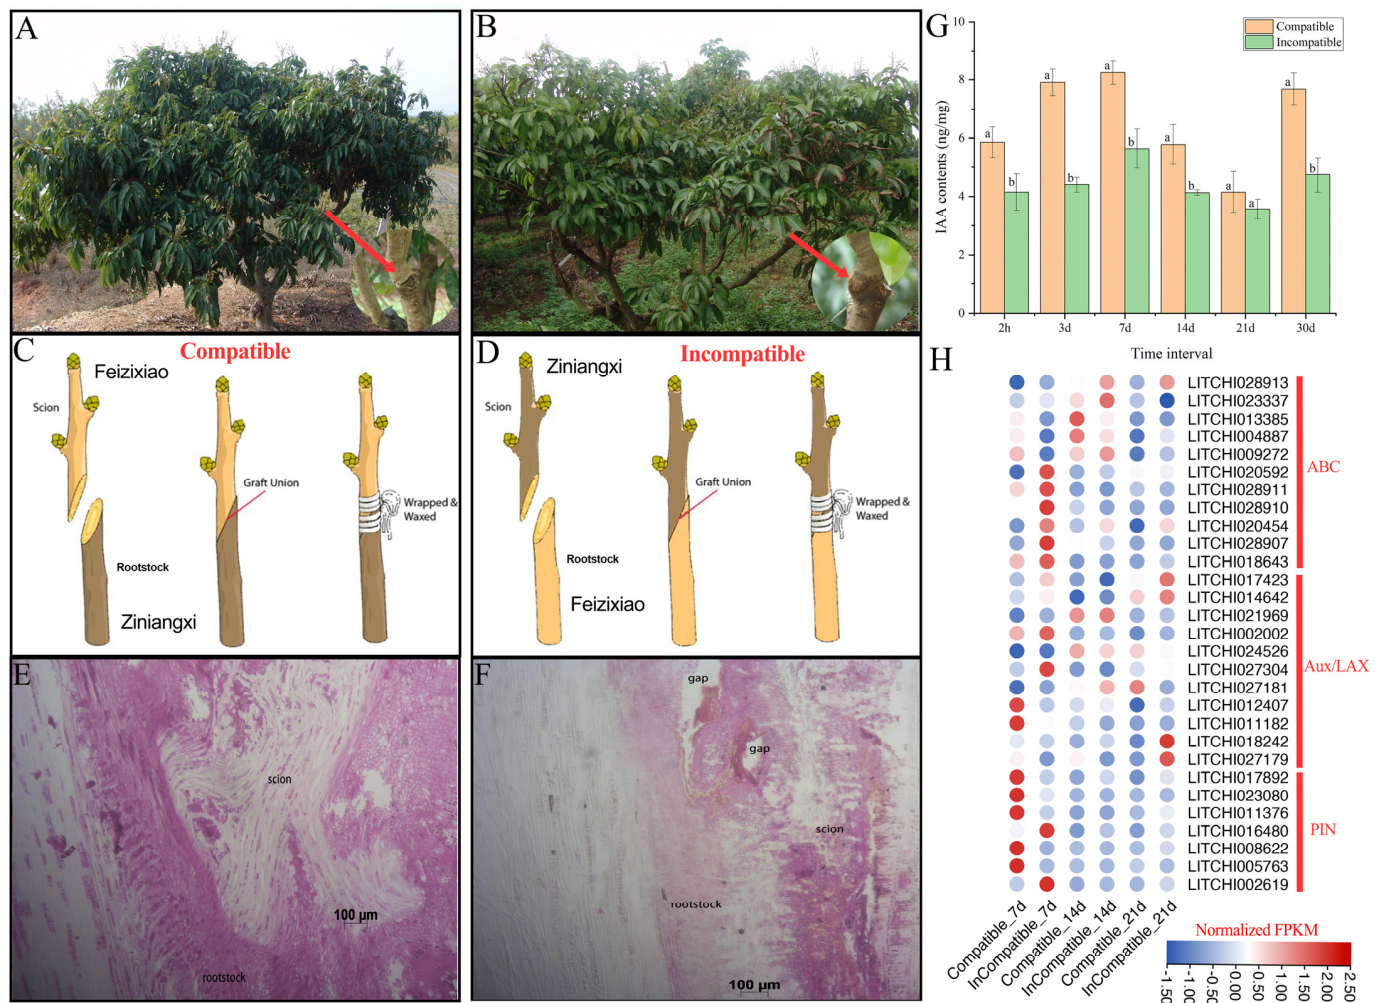 A
B
C
Compatible
Feizixiao
Scion
Graft Union
Wrapped &
Waxed
Rootstock
Ziniangxi
D
Incompatible
Ziniangxi
Scion
Graft Union
Wrapped &
Waxed
Rootstock
Feizixiao
E
scion
rootstock
100 µm
F
gap
gap
scion
rootstock
100 µm
G
Compatible
Incompatible
IAA contents (ng/mg)
10
8
6
4
2
0
a
b
a
b
a
b
a
b
a
a
a
b
2h
3d
7d
14d
21d
30d
Time interval
H
LITCHI028913
LITCHI023337
LITCHI013385
LITCHI004887
LITCHI009272
LITCHI020592
LITCHI028911
LITCHI028910
LITCHI020454
LITCHI028907
LITCHI018643
LITCHI017423
LITCHI014642
LITCHI021969
LITCHI002002
LITCHI024526
LITCHI027304
LITCHI027181
LITCHI012407
LITCHI011182
LITCHI018242
LITCHI027179
LITCHI017892
LITCHI023080
LITCHI011376
LITCHI016480
LITCHI008622
LITCHI005763
LITCHI002619
ABC
Aux/LAX
PIN
Compatible_7d
InCompatible_7d
Compatible_14d
InCompatible_14d
Compatible_21d
InCompatible_21d
Normalized FPKM
-1.50
-1.00
-0.50
0.00
0.50
1.00
1.50
2.00
2.50